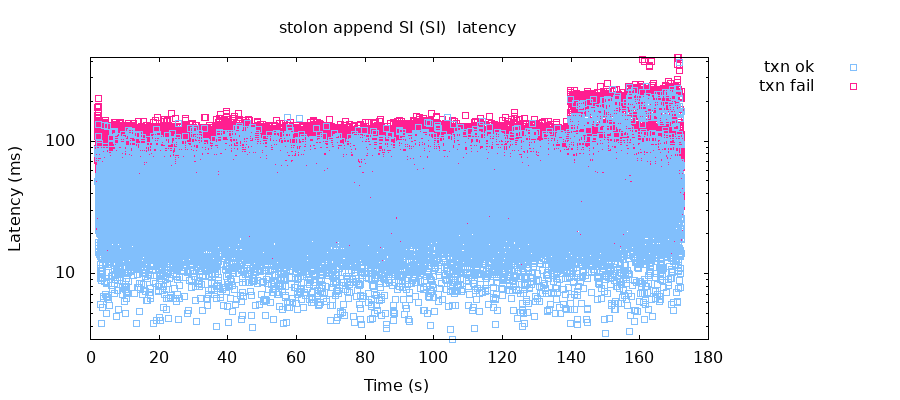 stolon append SI (SI)  latency
txn ok
txn fail
Latency (ms)
100
10
0 20 40 60 80 100 120 140 160 180
Time (s)